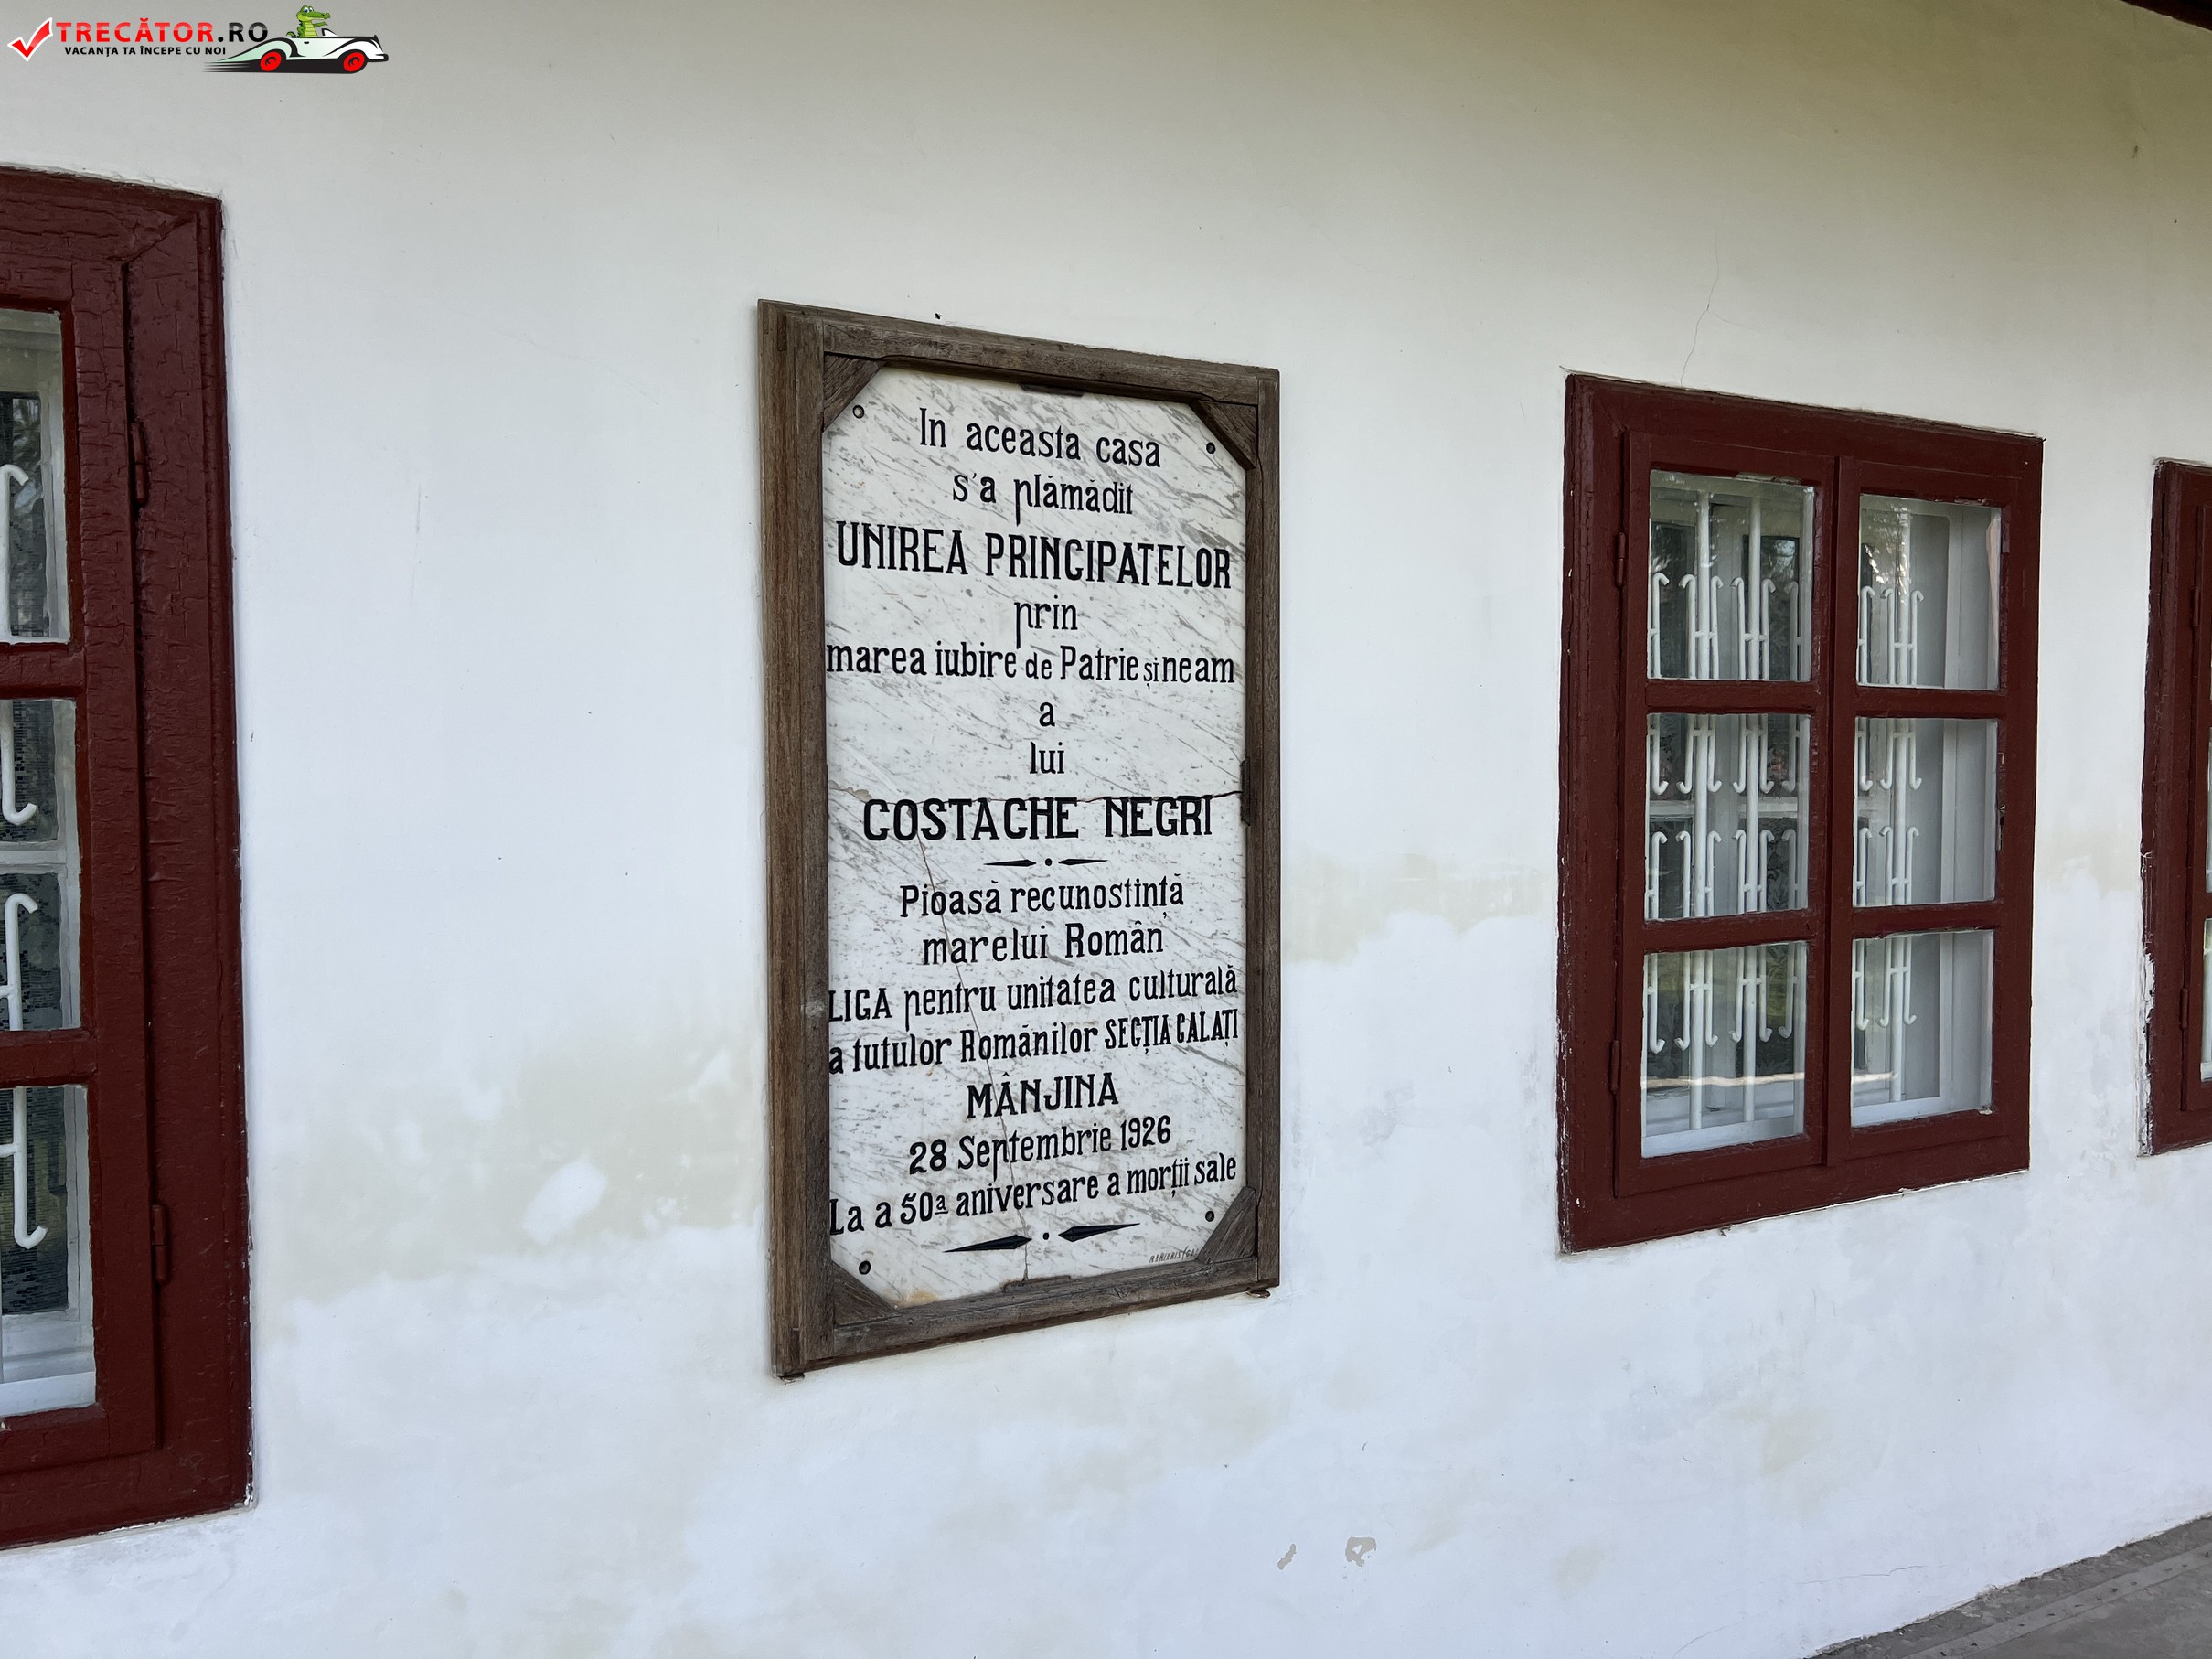 TRECĂTOR.RO
VACANȚA TA ÎNCEPE CU NOI
In aceasta casa
s'a plămădit
UNIREA PRINCIPATELOR
prin
marea iubire de Patrie și neam
a
lui
COSTACHE NEGRI
Pioasă recunostință
marelui Român
LIGA pentru unitatea culturală
a tutulor Românilor SECȚIA GALAȚI
MÂNJINA
28 Septembrie 1926
La a 50ª aniversare a morții sale